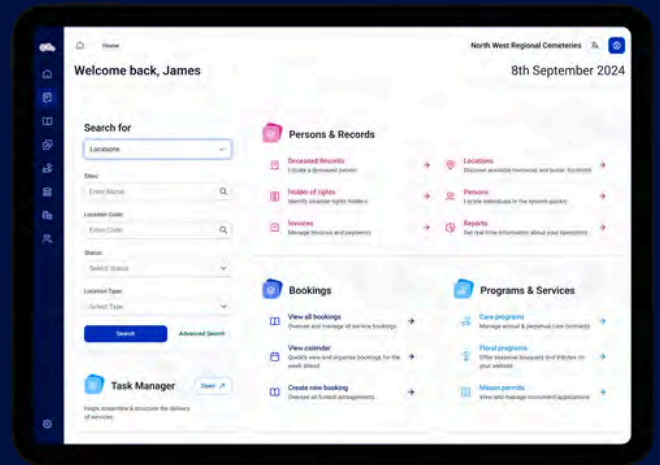 Home
North West Regional Cemeteries
Welcome back, James
8th September 2024
Search for
Locations
Sites:
Enter Name
Location Code:
Enter Code
Status:
Select Status
Location Type:
Select Type
Search
Advanced Search
Task Manager
Open
Helps streamline & structure the delivery
of services.
Persons & Records
Deceased Records
Locate a deceased person
Holder of rights
Identify situation rights holders
Invoices
Manage invoices and payments
Locations
Discover available memorial and burial locations
Persons
Locate individuals in the system quickly
Reports
Get real time information about your operations
Bookings
View all bookings
Oversee and manage all service bookings
View calendar
Quickly view and organise bookings for the
week ahead
Create new booking
Oversee all funeral arrangements
Programs & Services
Care programs
Manage annual & perpetual care contracts
Floral programs
Offer seasonal bouquets and tributes on
your website
Mason permits
View and manage monument applications